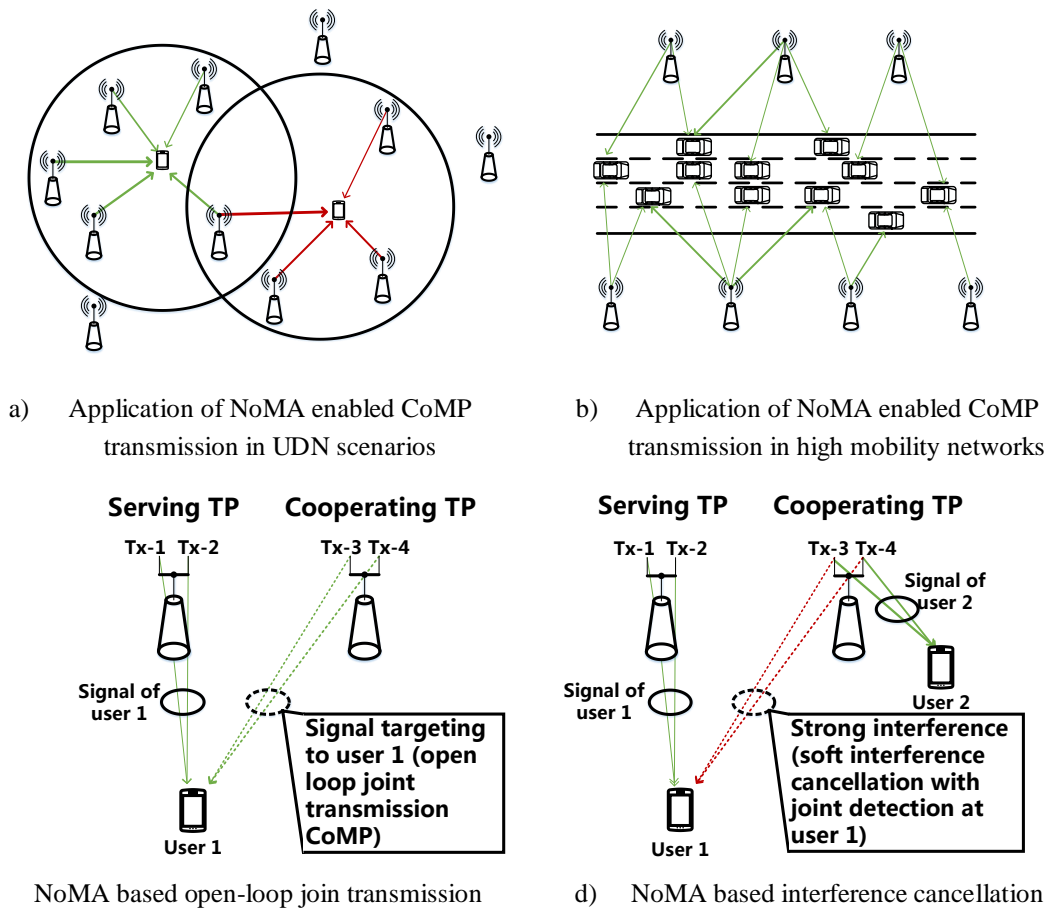 a) Application of NoMA enabled CoMP
transmission in UDN scenarios
b) Application of NoMA enabled CoMP
transmission in high mobility networks
Serving TP Cooperating TP
Tx-1 Tx-2 Tx-3 Tx-4
Signal of
user 1
Signal targeting
to user 1 (open
loop joint
transmission
CoMP)
User 1
NoMA based open-loop join transmission
Serving TP Cooperating TP
Tx-1 Tx-2 Tx-3 Tx-4
Signal of
user 2
User 2
Signal of
user 1
Strong interference
(soft interference
cancellation with
joint detection at
user 1)
User 1
d) NoMA based interference cancellation